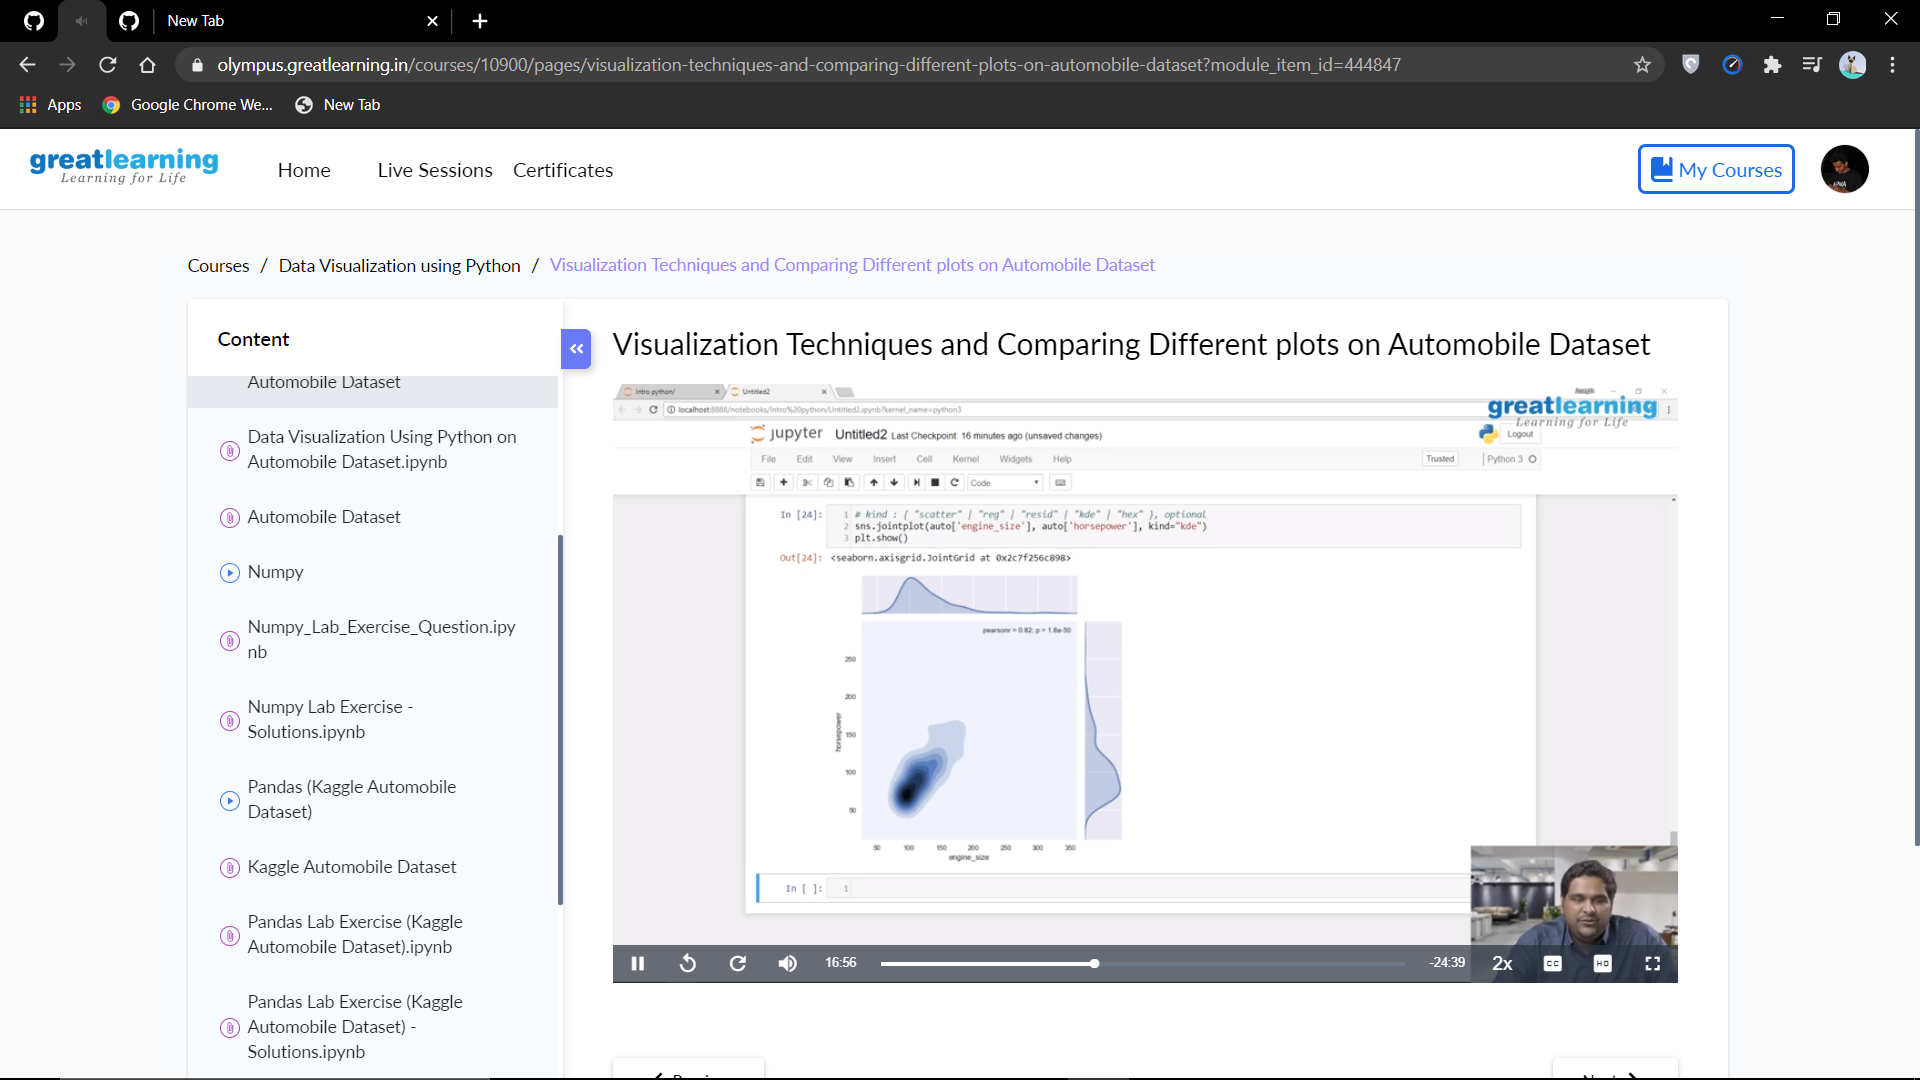 New Tab
olympus.greatlearning.in/courses/10900/pages/visualization-techniques-and-comparing-different-plots-on-automobile-dataset?module_item_id=444847
Apps
Google Chrome We...
New Tab
greatlearning
Learning for Life
Home
Live Sessions
Certificates
My Courses
Courses / Data Visualization using Python / Visualization Techniques and Comparing Different plots on Automobile Dataset
Content
Automobile Dataset
Data Visualization Using Python on
Automobile Dataset.ipynb
Automobile Dataset
Numpy
Numpy_Lab_Exercise_Question.ipy
nb
Numpy Lab Exercise -
Solutions.ipynb
Pandas (Kaggle Automobile
Dataset)
Kaggle Automobile Dataset
Pandas Lab Exercise (Kaggle
Automobile Dataset).ipynb
Pandas Lab Exercise (Kaggle
Automobile Dataset) -
Solutions.ipynb
«
Visualization Techniques and Comparing Different plots on Automobile Dataset
Intro python/
Untitled2
localhost:8888/notebooks/Intro%20python/Untitled2.ipynb?kernel_name=python3
greatlearning
Learning for Life
jupyter Untitled2 Last Checkpoint: 16 minutes ago (unsaved changes)
Logout
File Edit View Insert Cell Kernel Widgets Help
Trusted
Python 3
Code
In [24]:
1 # kind : { "scatter" | "reg" | "resid" | "kde" | "hex" }, optional
2 sns.jointplot(auto['engine_size'], auto['horsepower'], kind="kde")
3 plt.show()
Out[24]: <seaborn.axisgrid.JointGrid at 0x2c7f256c898>
pearsonr = 0.82; p = 1.8e-50
250
200
150
100
50
horsepower
50 100 150 200 250 300 350
engine_size
In [ ]: 1
16:56
-24:39
2x
CC
HD